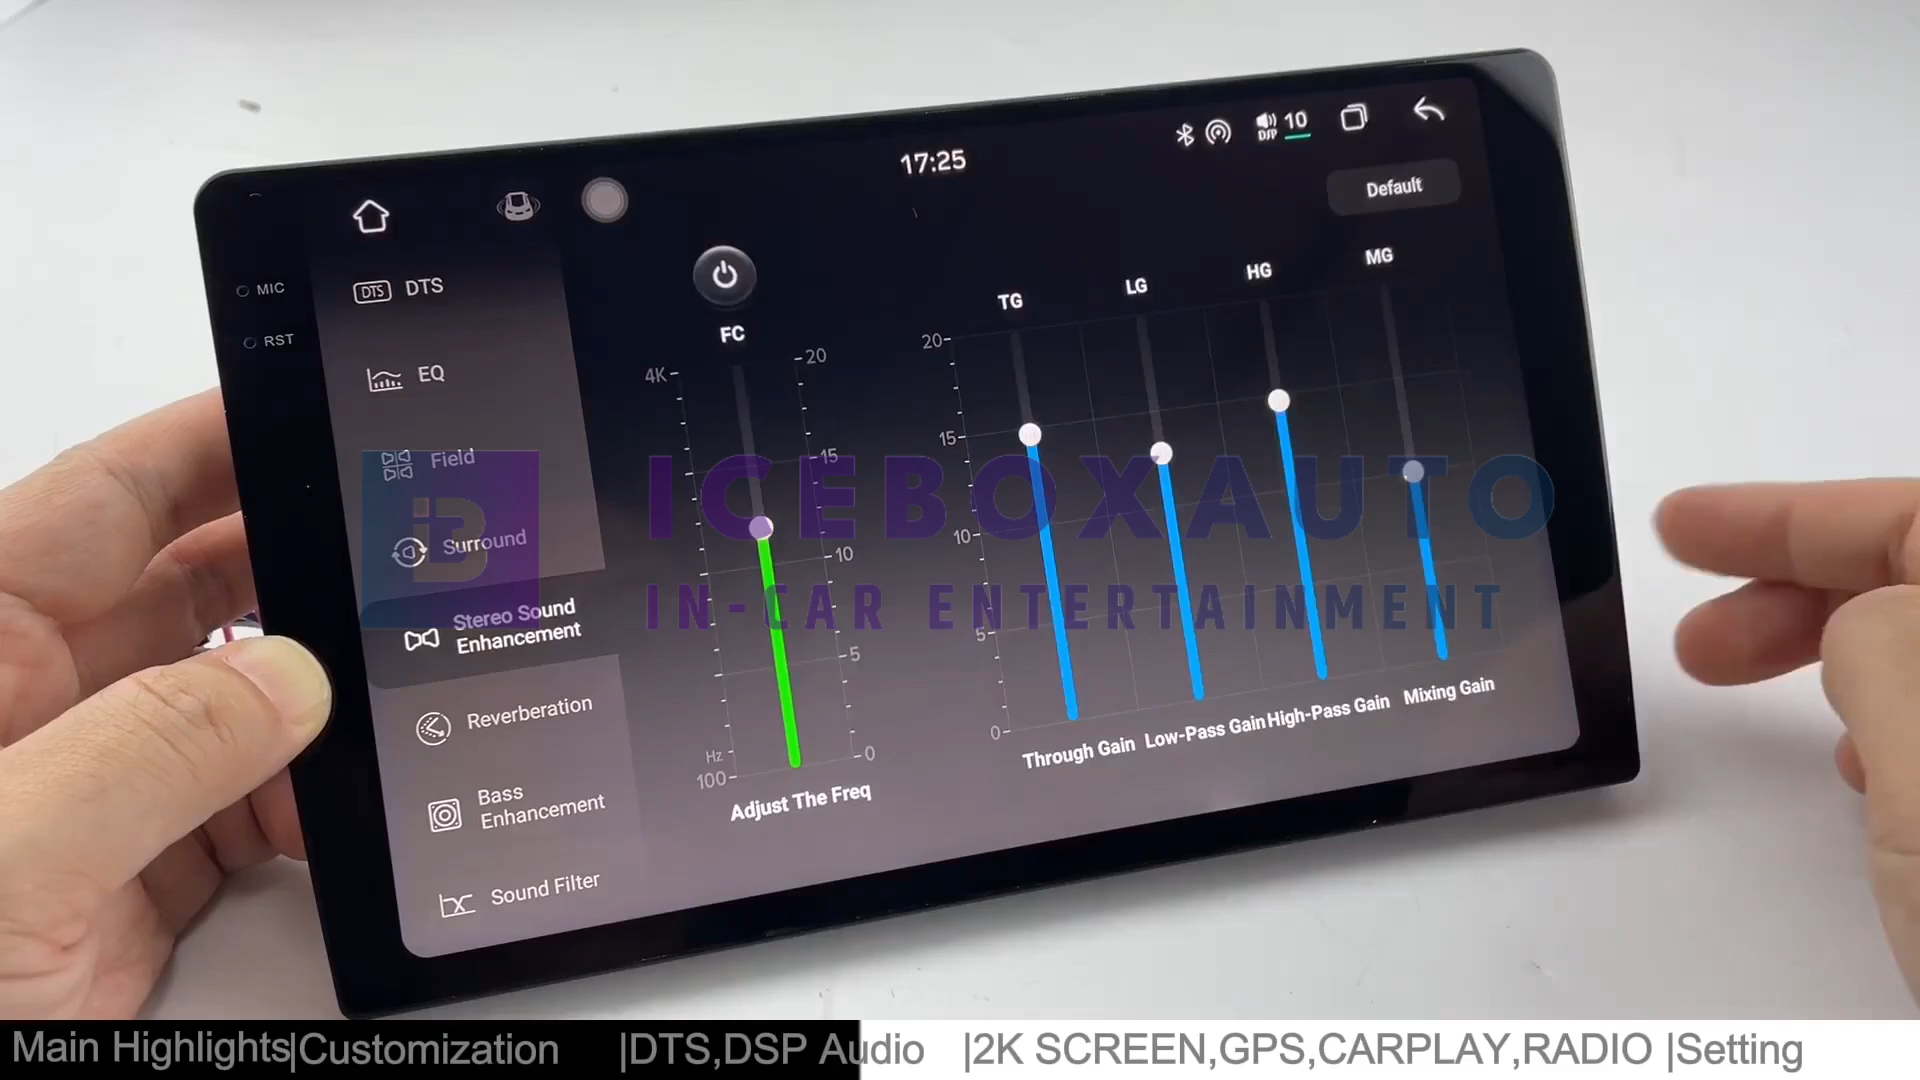 17:25
DSP 10
Default
MIC
RST
DTS DTS
EQ
Field
Surround
Stereo Sound
Enhancement
Reverberation
Bass
Enhancement
Sound Filter
FC
4K
20
15
10
5
0
Hz
100
Adjust The Freq
TG LG HG MG
20
15
10
5
0
Through Gain Low-Pass Gain High-Pass Gain Mixing Gain
ICEBOXAUTO
IN-CAR ENTERTAINMENT
Main Highlights|Customization |DTS,DSP Audio |2K SCREEN,GPS,CARPLAY,RADIO |Setting